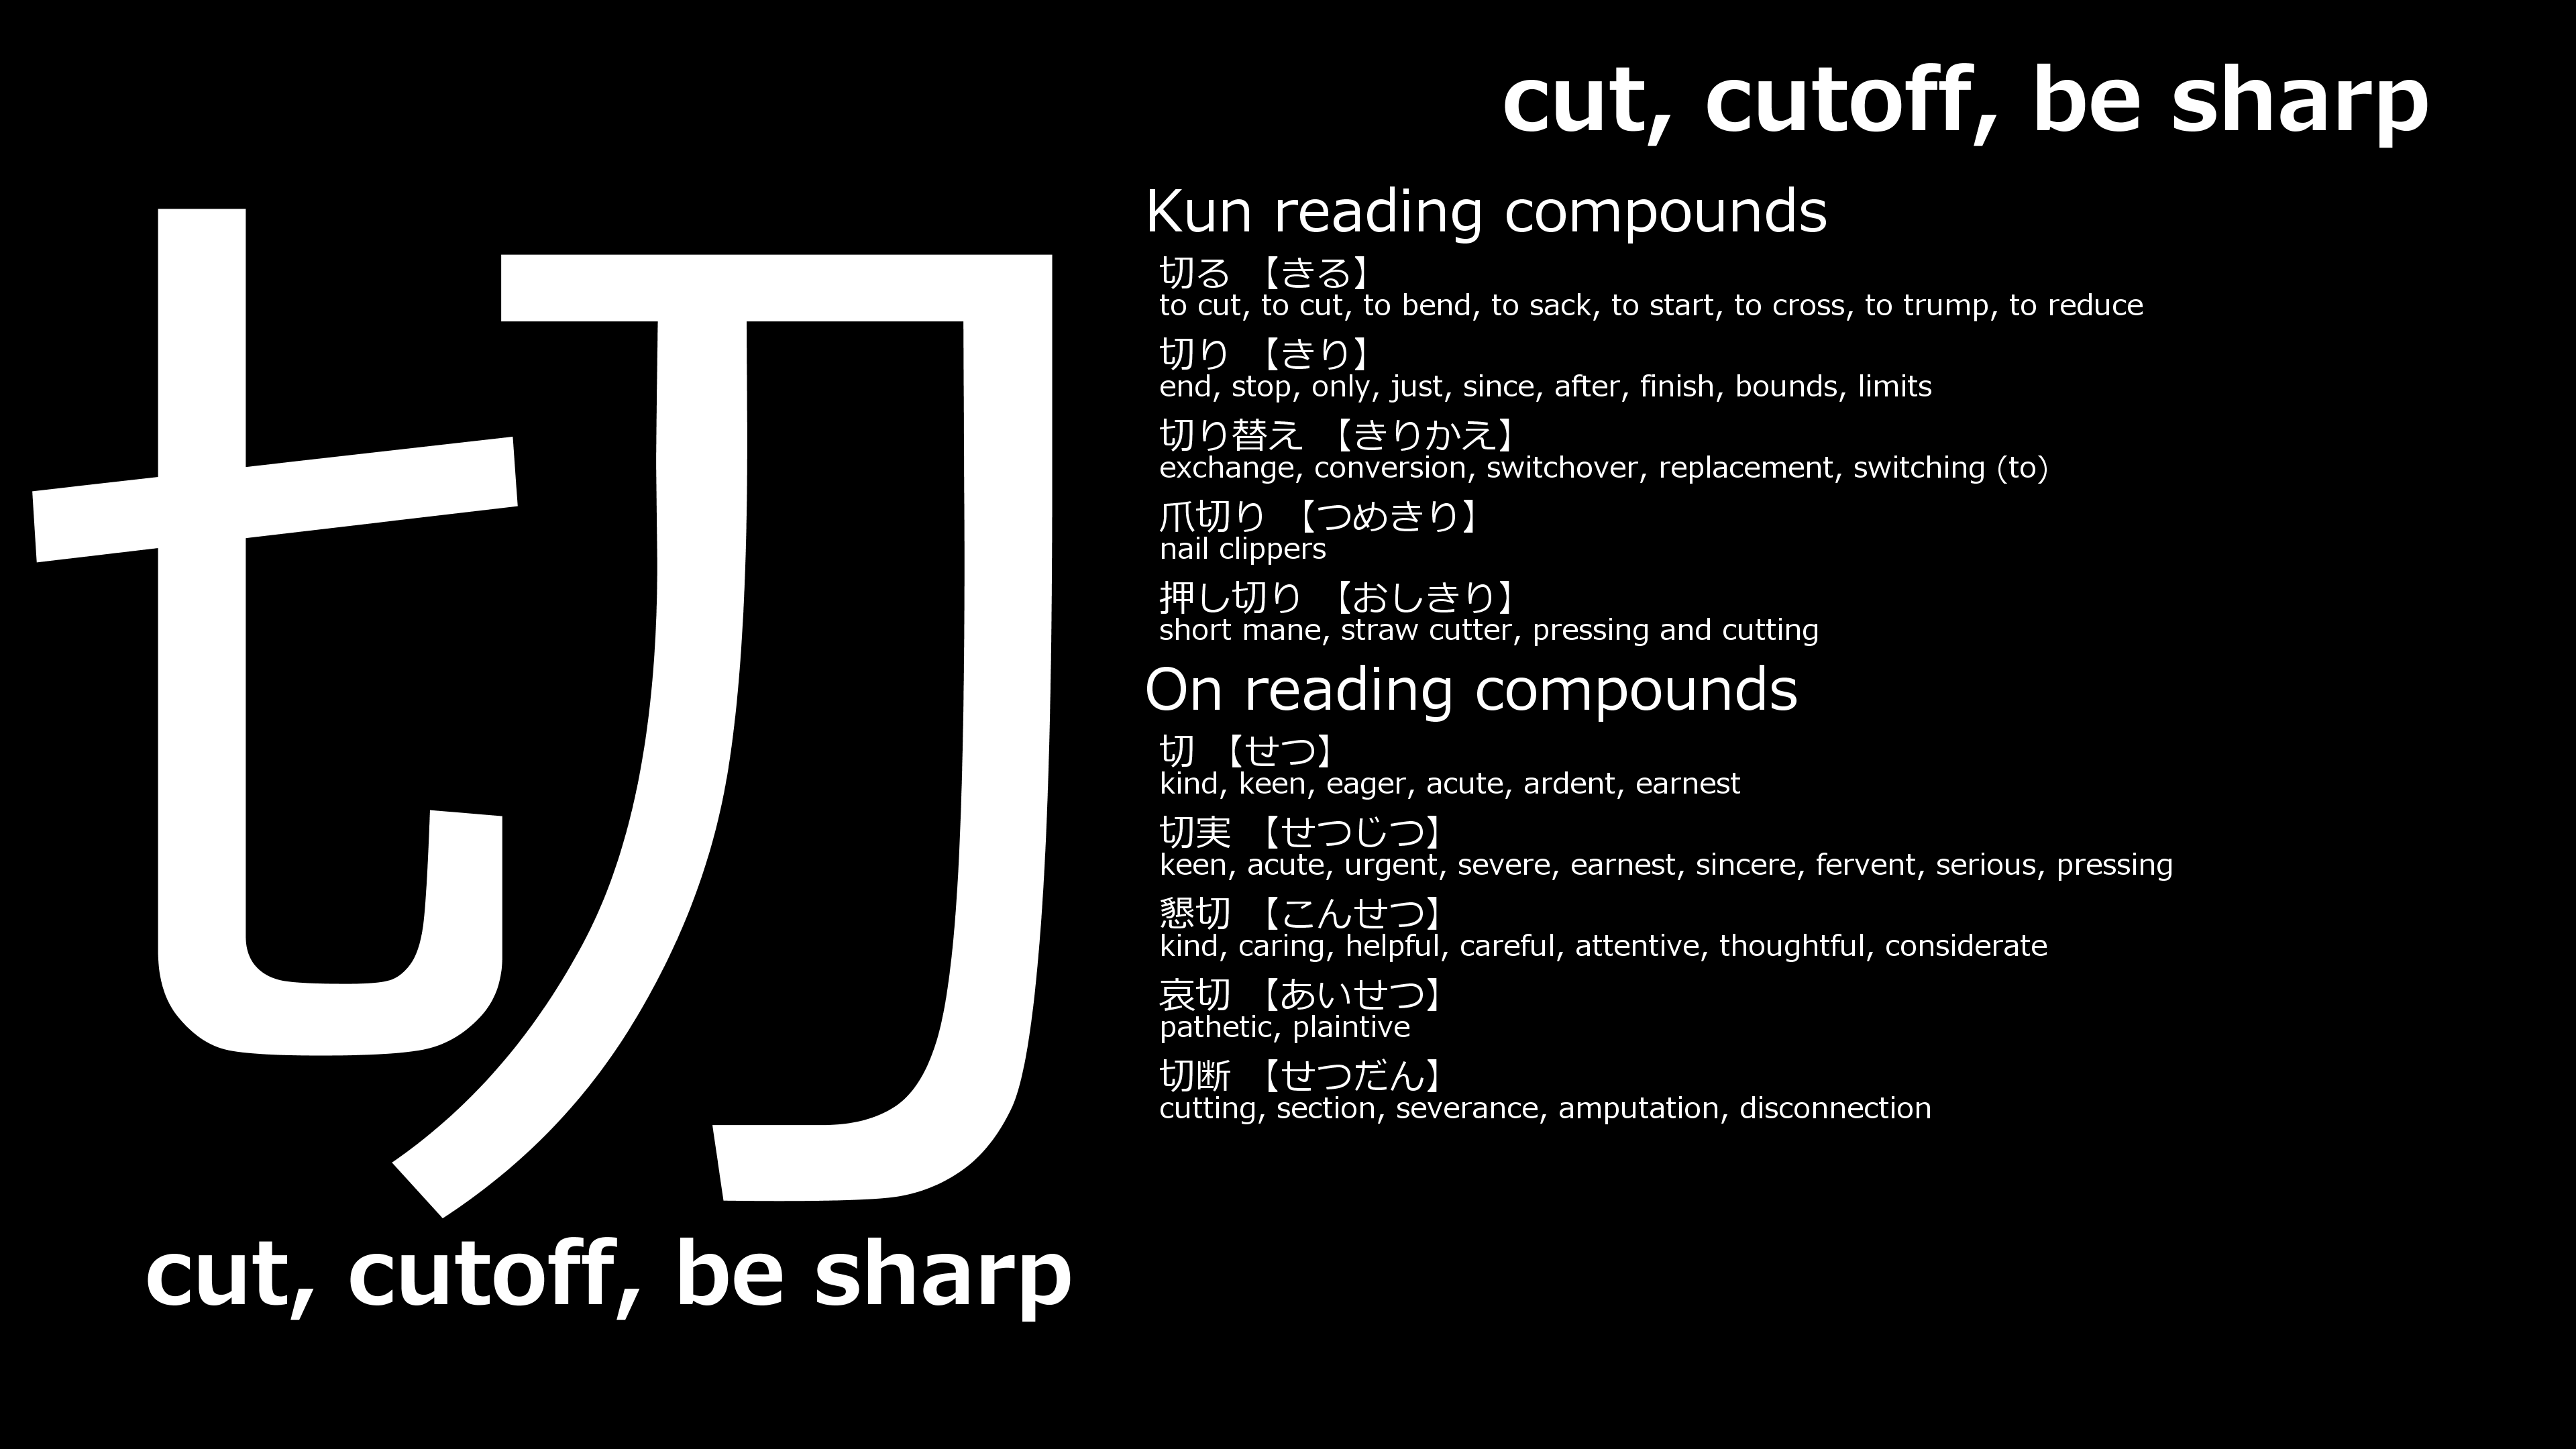 切
cut, cutoff, be sharp
cut, cutoff, be sharp
Kun reading compounds
切る 【きる】
to cut, to cut, to bend, to sack, to start, to cross, to trump, to reduce
切り 【きり】
end, stop, only, just, since, after, finish, bounds, limits
切り替え 【きりかえ】
exchange, conversion, switchover, replacement, switching (to)
爪切り 【つめきり】
nail clippers
押し切り 【おしきり】
short mane, straw cutter, pressing and cutting
On reading compounds
切 【せつ】
kind, keen, eager, acute, ardent, earnest
切実 【せつじつ】
keen, acute, urgent, severe, earnest, sincere, fervent, serious, pressing
懇切 【こんせつ】
kind, caring, helpful, careful, attentive, thoughtful, considerate
哀切 【あいせつ】
pathetic, plaintive
切断 【せつだん】
cutting, section, severance, amputation, disconnection